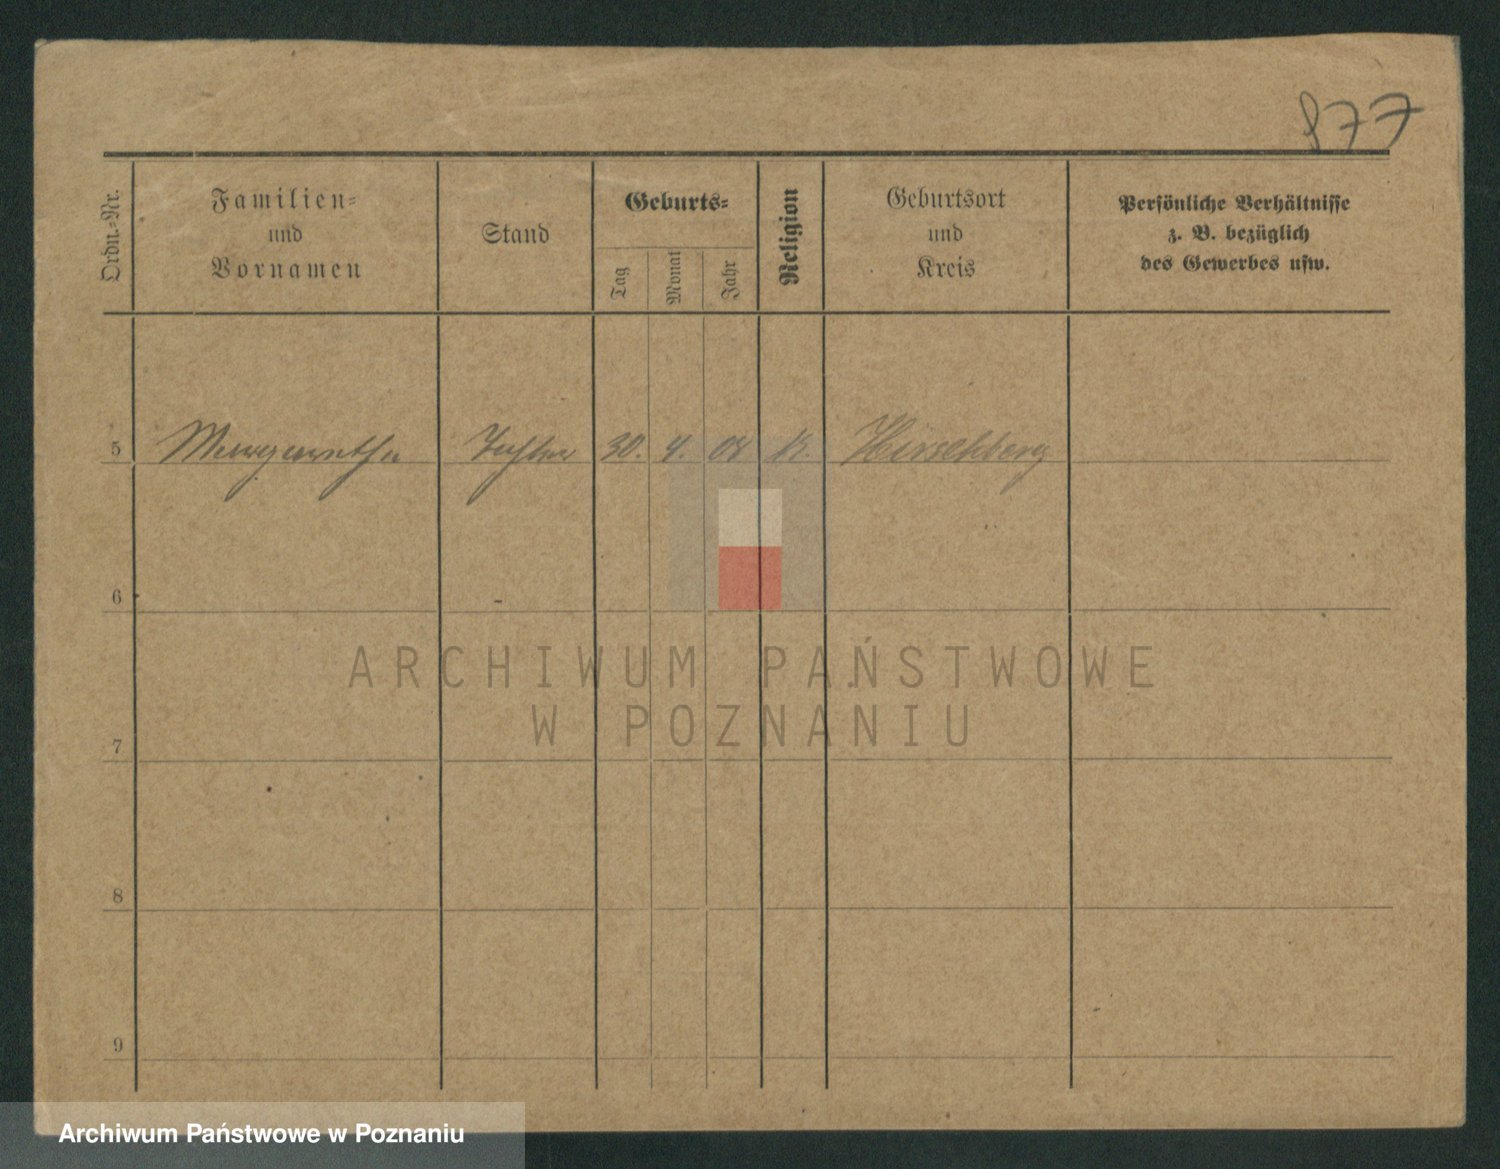 877
Ordn.-Nr.
Familien-
und
Vornamen
Stand
Geburts-
Tag
Monat
Jahr
Religion
Geburtsort
und
Kreis
Persönliche Verhältnisse
z. B. bezüglich
des Gewerbes usw.
5 Margarethe Tochter 30. 4. 08 K. Hirschberg
6
7
8
9
ARCHIWUM PAŃSTWOWE
W POZNANIU
Archiwum Państwowe w Poznaniu